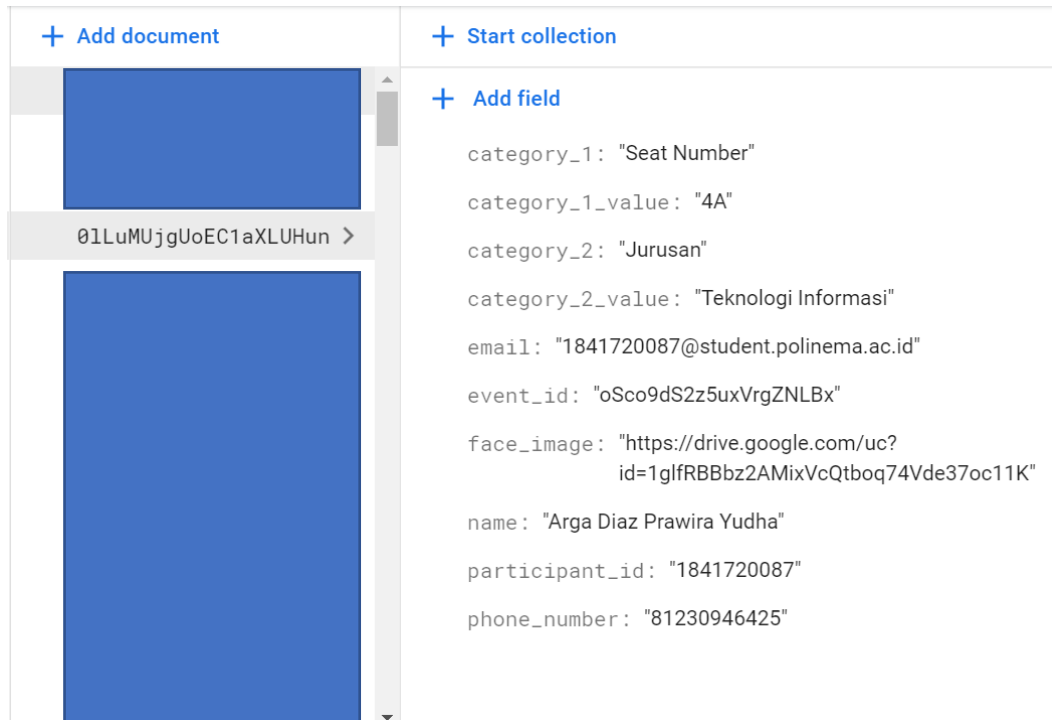 + Add document
+ Start collection
+ Add field
category_1: "Seat Number"
category_1_value: "4A"
0lLuMUjgUoEC1aXLUHun >
category_2: "Jurusan"
category_2_value: "Teknologi Informasi"
email: "1841720087@student.polinema.ac.id"
event_id: "oSco9dS2z5uxVrgZNLBx"
face_image: "https://drive.google.com/uc?
id=1glfRBBbz2AMixVcQtboq74Vde37oc11K"
name: "Arga Diaz Prawira Yudha"
participant_id: "1841720087"
phone_number: "81230946425"